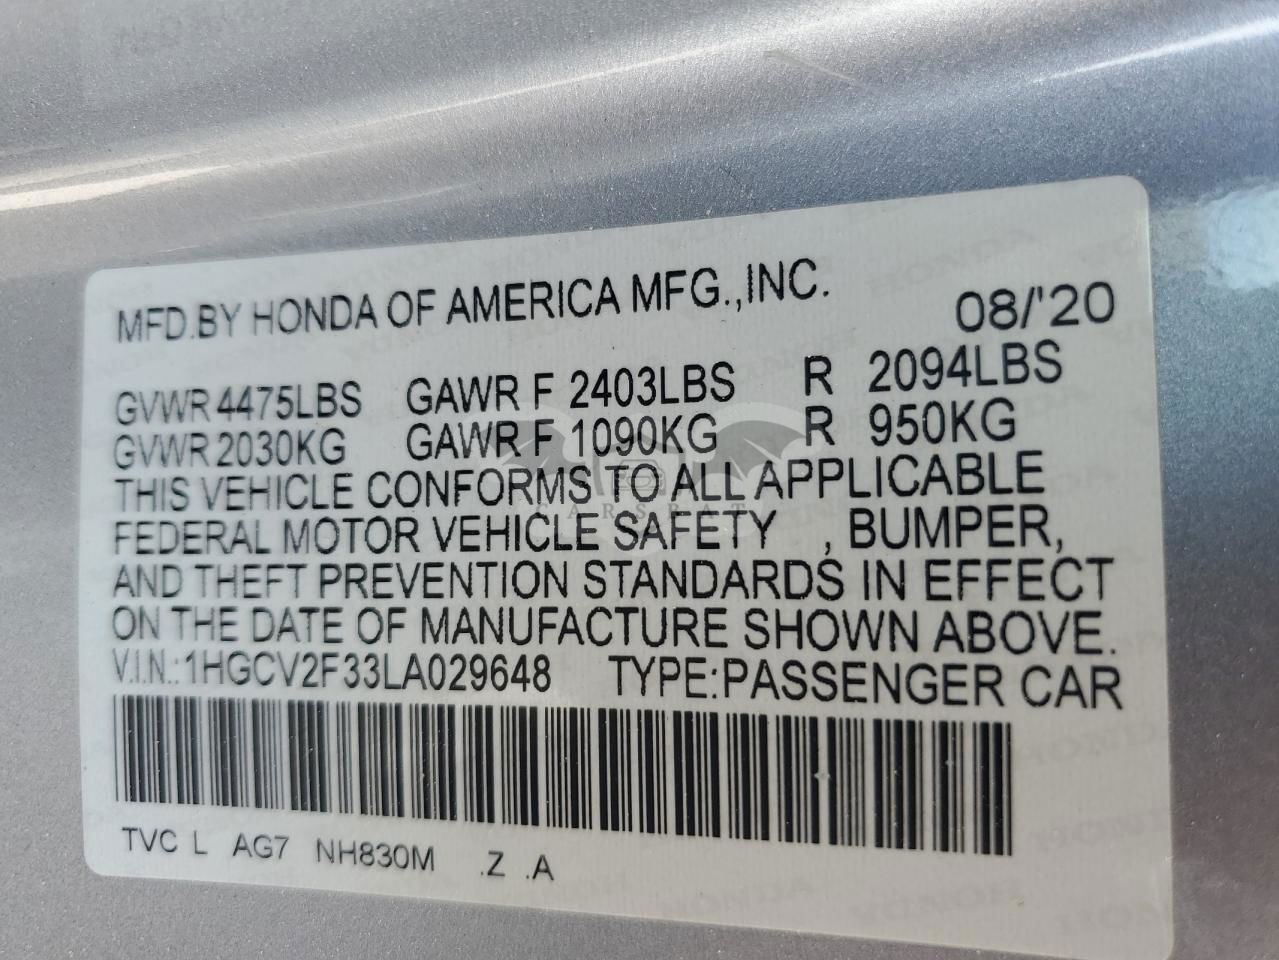 MFD.BY HONDA OF AMERICA MFG.,INC. 08/'20
GVWR 4475LBS GAWR F 2403LBS R 2094LBS
GVWR 2030KG GAWR F 1090KG R 950KG
THIS VEHICLE CONFORMS TO ALL APPLICABLE
FEDERAL MOTOR VEHICLE SAFETY , BUMPER,
AND THEFT PREVENTION STANDARDS IN EFFECT
ON THE DATE OF MANUFACTURE SHOWN ABOVE.
V.I.N.:1HGCV2F33LA029648 TYPE:PASSENGER CAR
TVC L AG7 NH830M .Z .A
CARSBAT
HONDA